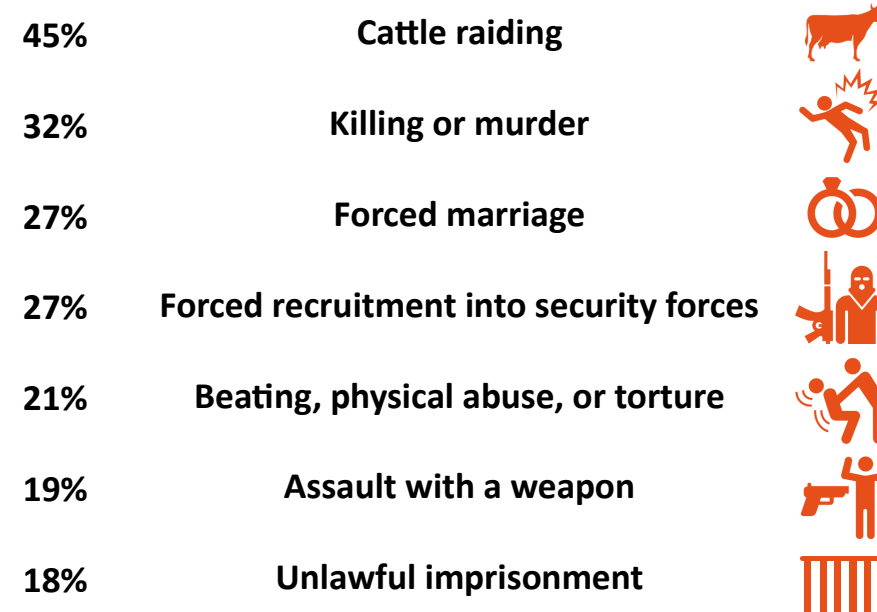 45% Cattle raiding
32% Killing or murder
27% Forced marriage
27% Forced recruitment into security forces
21% Beating, physical abuse, or torture
19% Assault with a weapon
18% Unlawful imprisonment